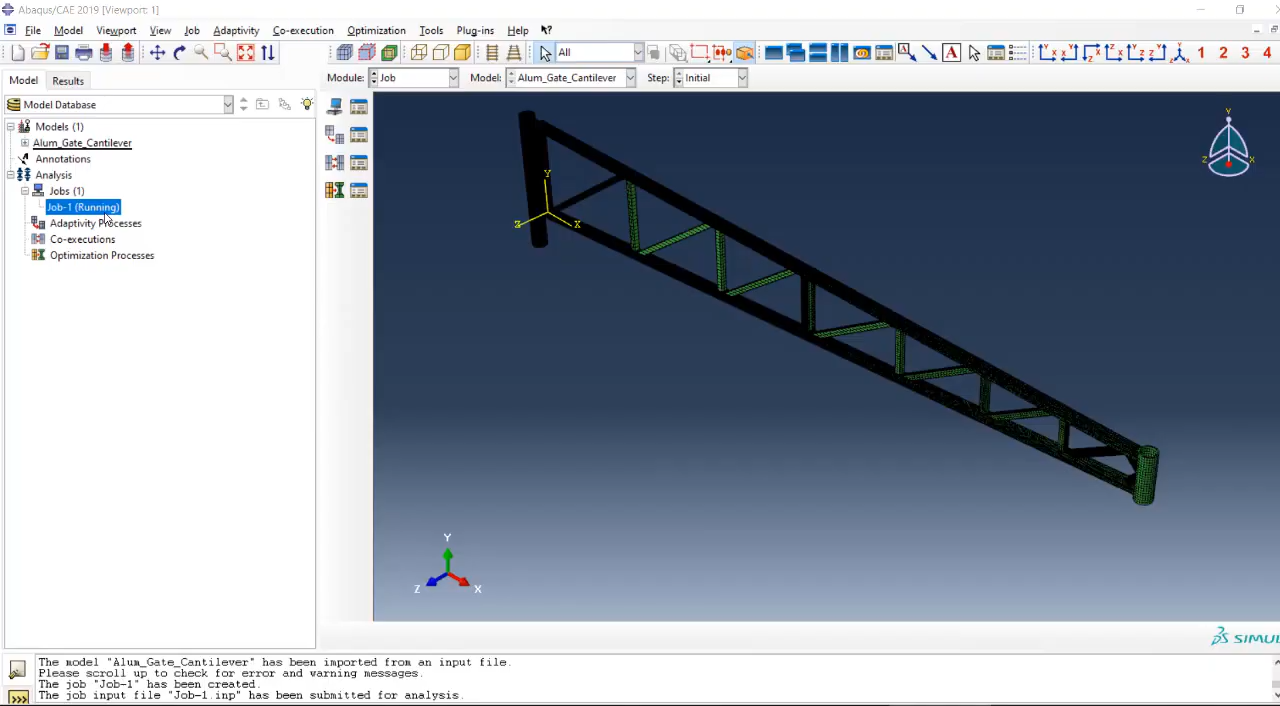 Abaqus/CAE 2019 [Viewport: 1]
File Model Viewport View Job Adaptivity Co-execution Optimization Tools Plug-ins Help
All
1 2 3 4
Model Results
Module: Job Model: Alum_Gate_Cantilever Step: Initial
Model Database
Models (1)
Alum_Gate_Cantilever
Annotations
Analysis
Jobs (1)
Job-1 (Running)
Adaptivity Processes
Co-executions
Optimization Processes
Y
Z X
Y
Z X
Y
Z X
SIMU
The model "Alum_Gate_Cantilever" has been imported from an input file.
Please scroll up to check for error and warning messages.
The job "Job-1" has been created.
The job input file "Job-1.inp" has been submitted for analysis.